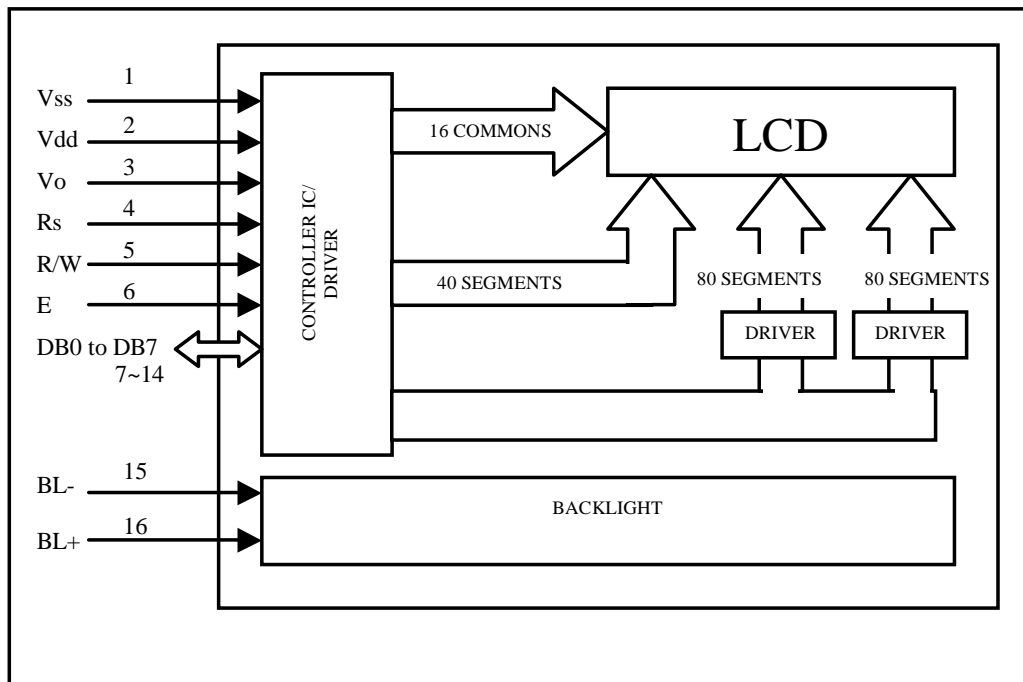 1
Vss
2
Vdd
3
Vo
4
Rs
5
R/W
6
E
DB0 to DB7
7~14
15
BL-
16
BL+
CONTROLLER IC/
DRIVER
16 COMMONS
LCD
40 SEGMENTS
80 SEGMENTS
80 SEGMENTS
DRIVER
DRIVER
BACKLIGHT